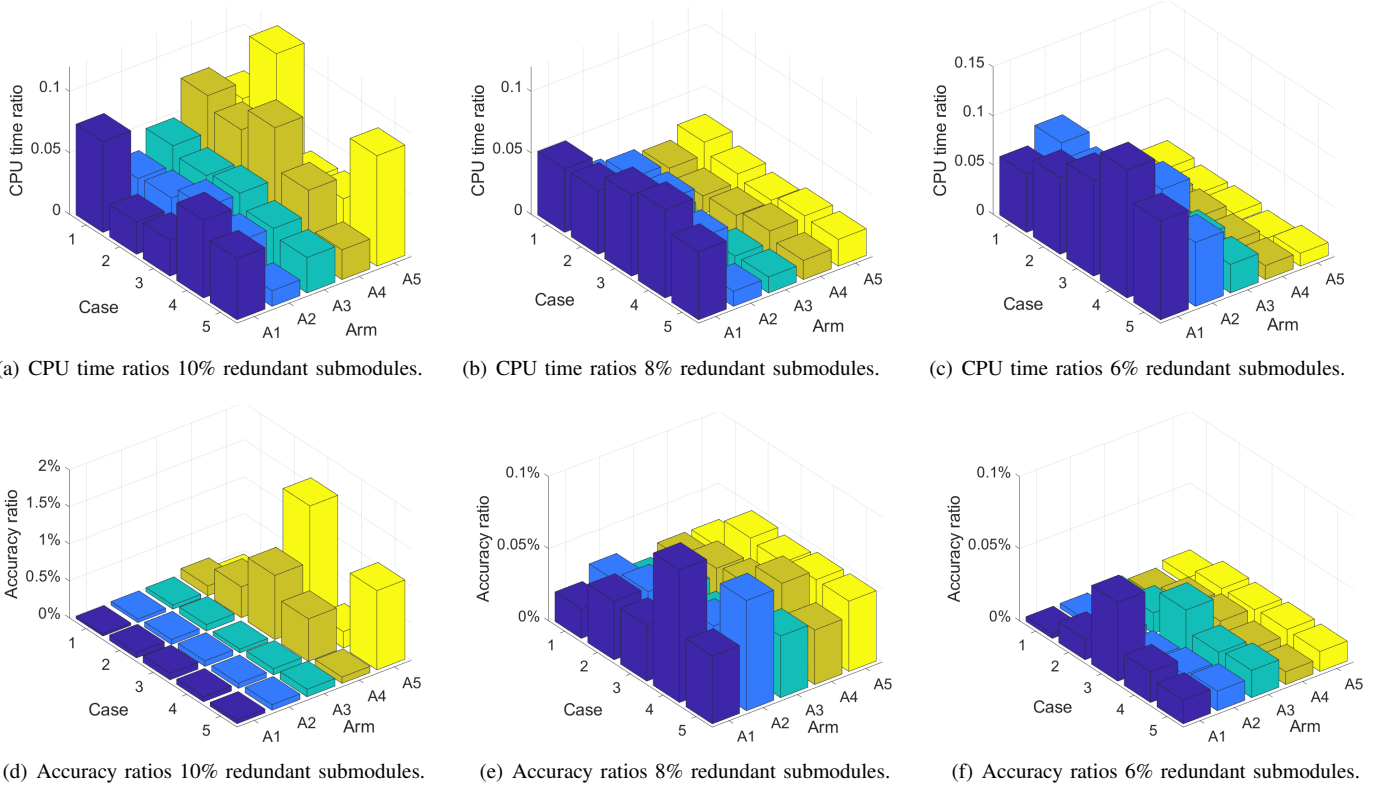 0.1
0.05
0
CPU time ratio
1
2
3
4
5
Case
A1
A2
A3
A4
A5
Arm
0.1
0.05
0
CPU time ratio
1
2
3
4
5
Case
A1
A2
A3
A4
A5
Arm
0.15
0.1
0.05
0
CPU time ratio
1
2
3
4
5
Case
A1
A2
A3
A4
A5
Arm
a) CPU time ratios 10% redundant submodules.
(b) CPU time ratios 8% redundant submodules.
(c) CPU time ratios 6% redundant submodules.
2%
1.5%
1%
0.5%
0%
Accuracy ratio
1
2
3
4
5
Case
A1
A2
A3
A4
A5
Arm
0.1%
0.05%
0%
Accuracy ratio
1
2
3
4
5
Case
A1
A2
A3
A4
A5
Arm
0.1%
0.05%
0%
Accuracy ratio
1
2
3
4
5
Case
A1
A2
A3
A4
A5
Arm
(d) Accuracy ratios 10% redundant submodules.
(e) Accuracy ratios 8% redundant submodules.
(f) Accuracy ratios 6% redundant submodules.